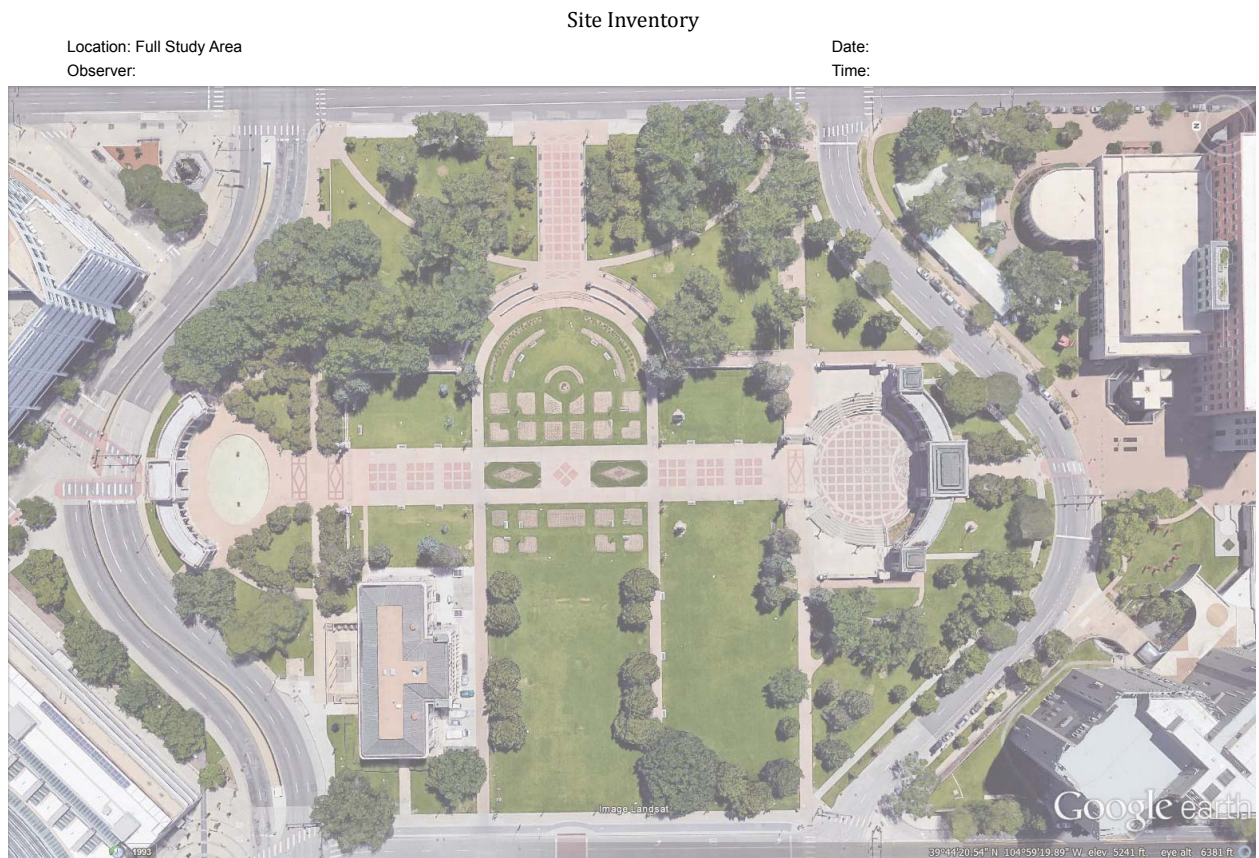 Site Inventory
Location: Full Study Area
Date:
Observer:
Time:
N
Image Landsat
Google earth
1993
39°44'20.54" N 104°59'19.89" W elev 5241 ft eye alt 6381 ft